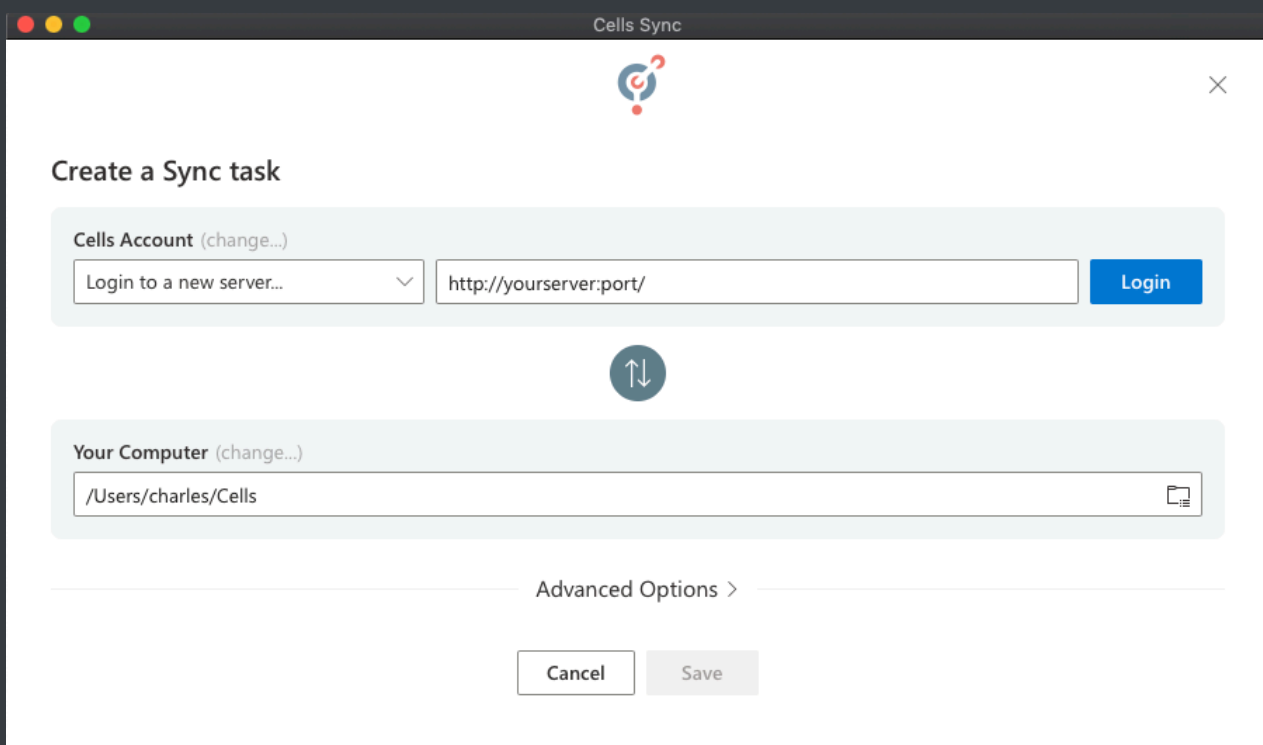 Cells Sync
Create a Sync task
Cells Account (change...)
Login to a new server... http://yourserver:port/ Login
Your Computer (change...)
/Users/charles/Cells
Advanced Options
Cancel Save